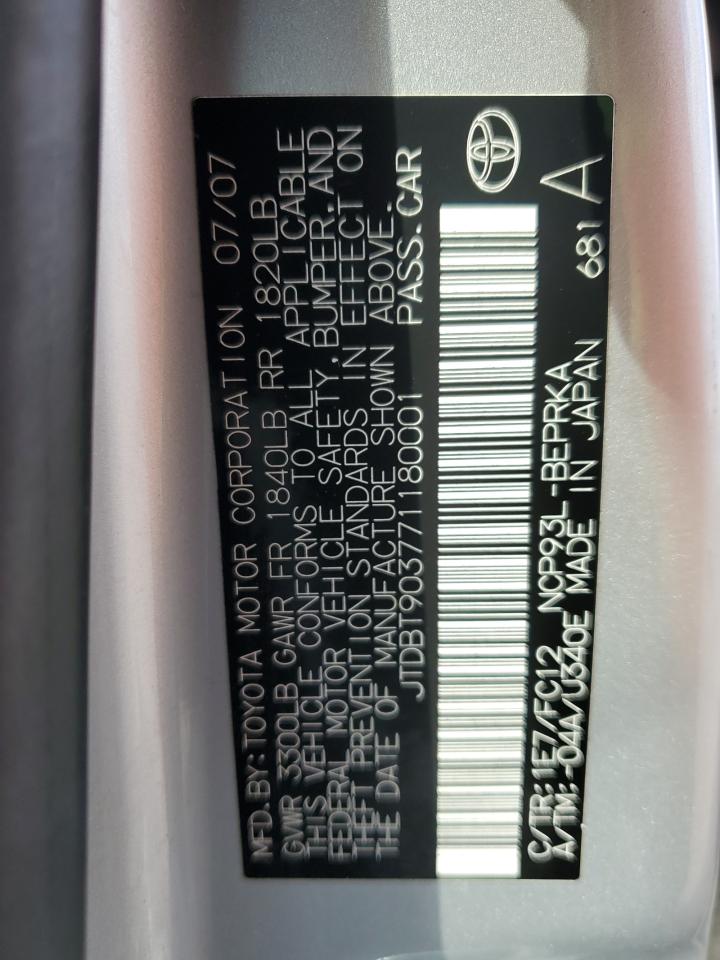 MFD. BY: TOYOTA MOTOR CORPORATION 07/07
GVWR 3300LB GAWR FR 1840LB RR 1820LB
THIS VEHICLE CONFORMS TO ALL APPLICABLE
FEDERAL MOTOR VEHICLE SAFETY, BUMPER, AND
THEFT PREVENTION STANDARDS IN EFFECT ON
THE DATE OF MANUFACTURE SHOWN ABOVE.
JTDBT903771180001 PASS. CAR
C/TR: 1E7/FC12 NCP93L-BEPRKA
A/TM: -04A/U340E MADE IN JAPAN 681 A